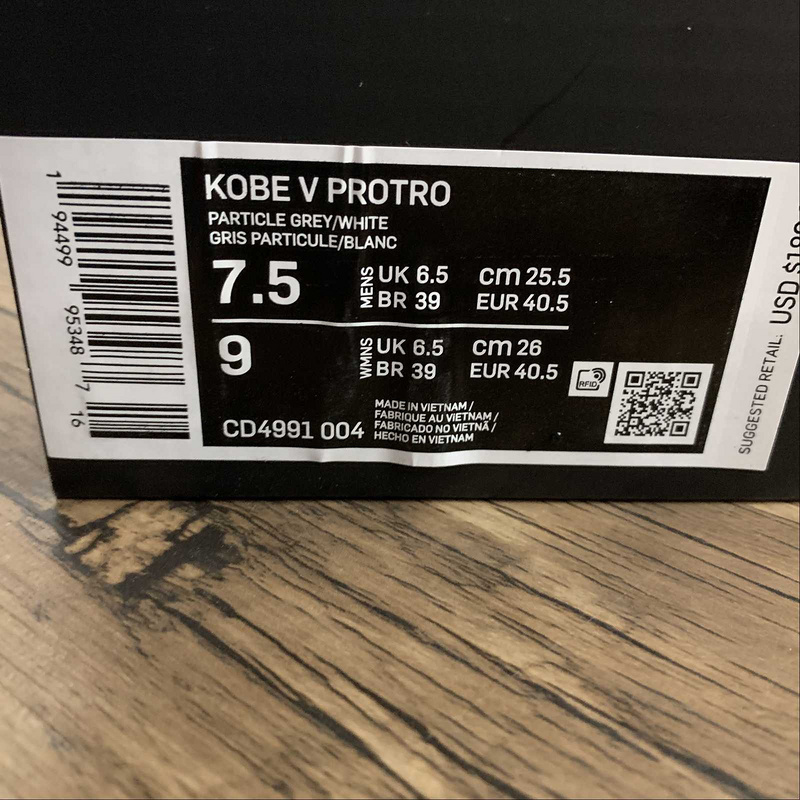 KOBE V PROTRO
PARTICLE GREY/WHITE
GRIS PARTICULE/BLANC
7.5 MENS UK 6.5 cm 25.5
BR 39 EUR 40.5
9 WMNS UK 6.5 cm 26
BR 39 EUR 40.5
RFID
CD4991 004
MADE IN VIETNAM /
FABRIQUE AU VIETNAM /
FABRICADO NO VIETNÃ /
HECHO EN VIETNAM
1 94499 95348 7 16
SUGGESTED RETAIL: USD